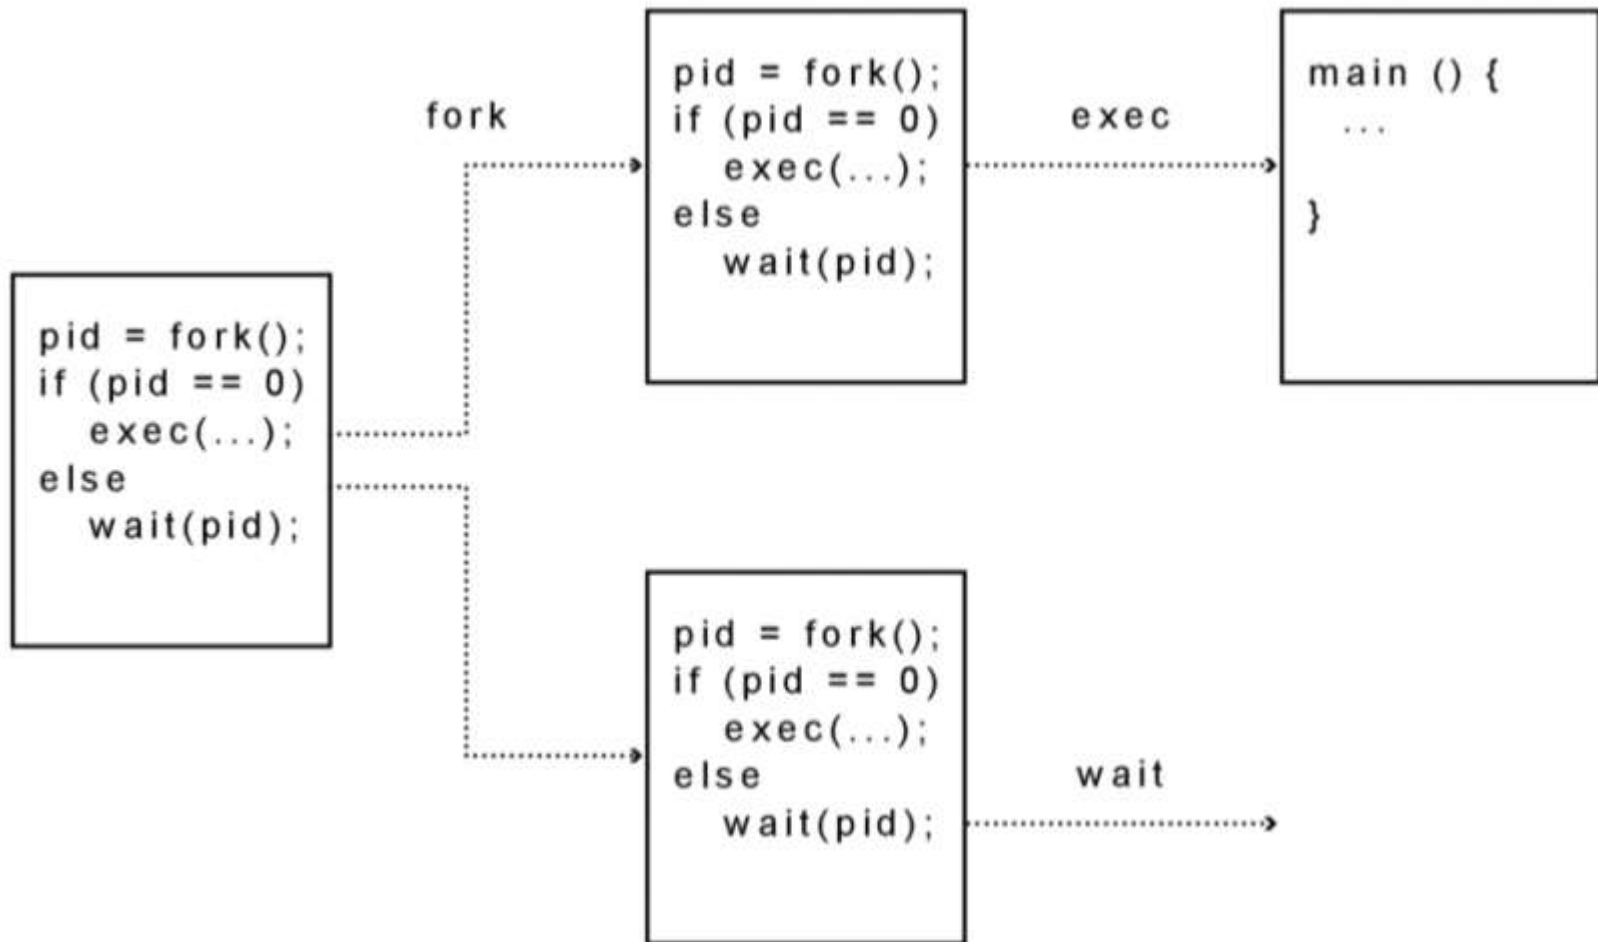 fork
pid = fork();
if (pid == 0)
exec(...);
else
wait(pid);
exec
main () {
...
}
pid = fork();
if (pid == 0)
exec(...);
else
wait(pid);
pid = fork();
if (pid == 0)
exec(...);
else
wait(pid);
wait